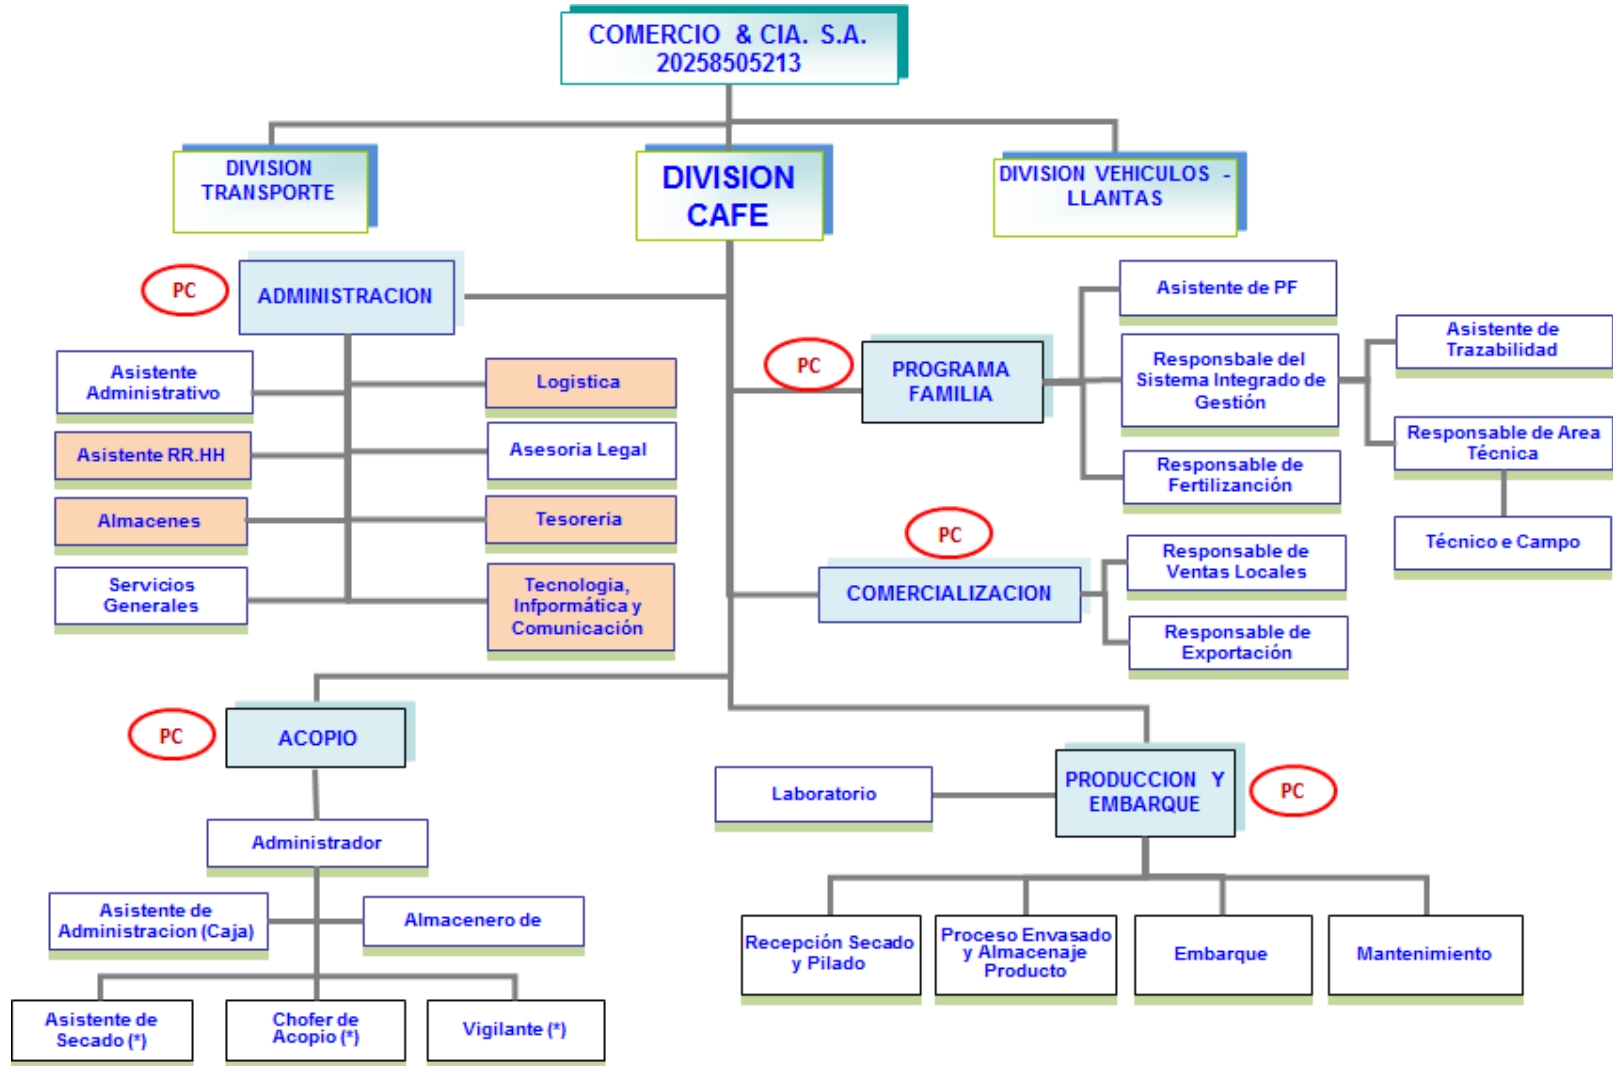 COMERCIO & CIA. S.A.
20258505213
DIVISION
TRANSPORTE
DIVISION
CAFE
DIVISION VEHICULOS -
LLANTAS
PC
ADMINISTRACION
Asistente
Administrativo
Logistica
Asistente RR.HH
Asesoria Legal
Almacenes
Tesoreria
Servicios
Generales
Tecnologia,
Infpormática y
Comunicación
PC
PROGRAMA
FAMILIA
Asistente de PF
Responsbale del
Sistema Integrado de
Gestión
Responsable de
Fertilizanción
Asistente de
Trazabilidad
Responsable de Area
Técnica
Técnico e Campo
PC
COMERCIALIZACION
Responsable de
Ventas Locales
Responsable de
Exportación
PC
ACOPIO
Administrador
Asistente de
Administracion (Caja)
Almacenero de
Asistente de
Secado (*)
Chofer de
Acopio (*)
Vigilante (*)
Laboratorio
PRODUCCION Y
EMBARQUE
PC
Recepción Secado
y Pilado
Proceso Envasado
y Almacenaje
Producto
Embarque
Mantenimiento